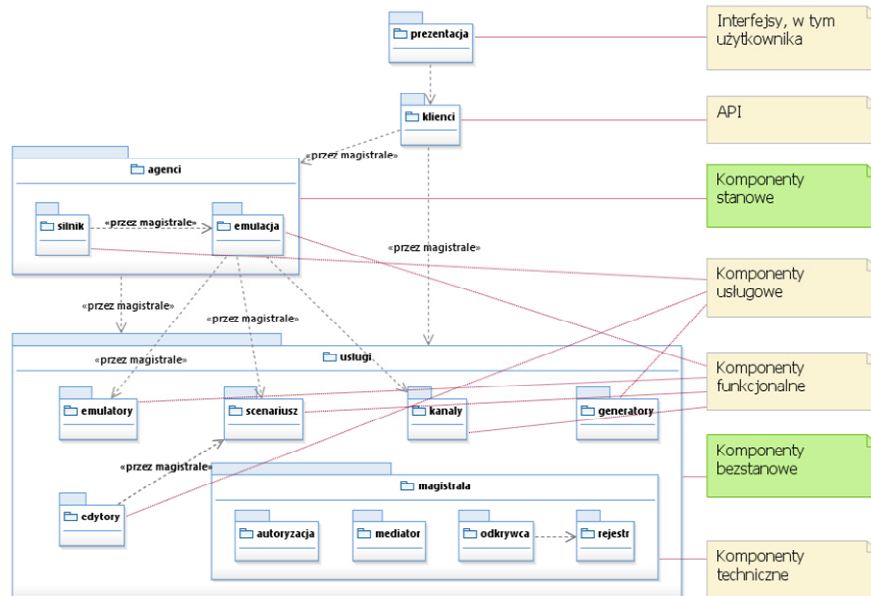 prezentacja
Interfejsy, w tym
użytkownika
klienci
API
«przez magistrale»
agenci
Komponenty
stanowe
silnik
«przez magistrale»
emulacja
«przez magistrale»
Komponenty
usługowe
«przez magistrale»
«przez magistrale»
«przez magistrale»
usługi
Komponenty
funkcjonalne
emulatory
scenariusz
kanaly
generatory
Komponenty
bezstanowe
«przez magistrale»
magistrala
edytory
autoryzacja
mediator
odkrywca
rejestr
Komponenty
techniczne